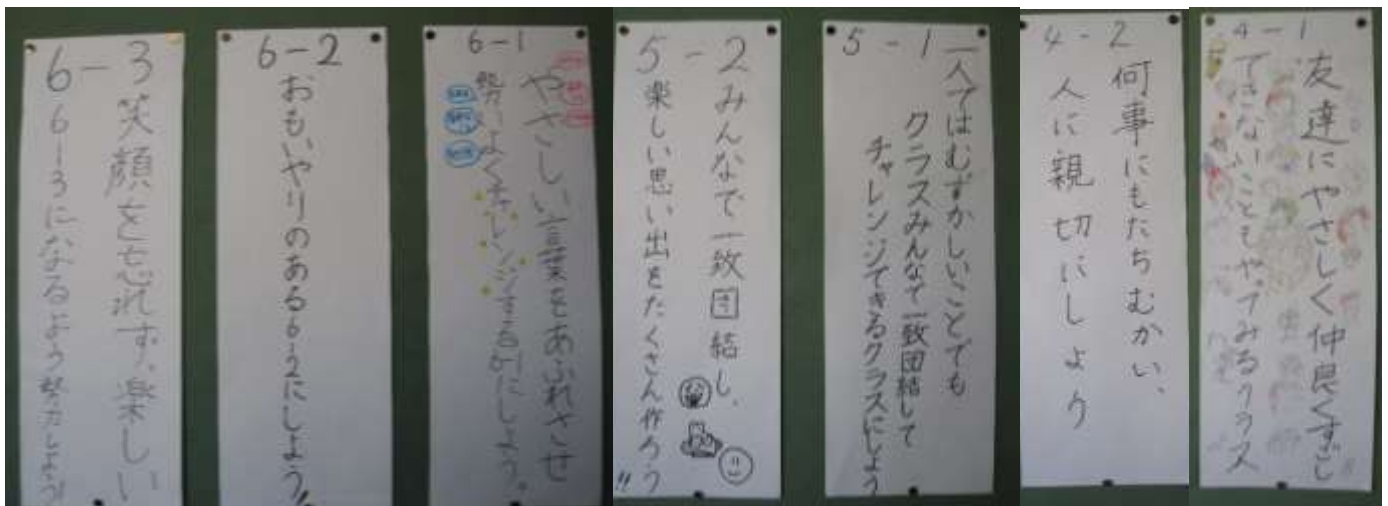 4-1
友達にやさしく仲良くすごし
できないこともやってみるクラス
4-2
何事にもたちむかい、
人に親切にしよう
5-1
一人ではむずかしいことでも
クラスみんなで一致団結して
チャレンジできるクラスにしよう
5-2
みんなで一致団結し、
楽しい思い出をたくさん作ろう!!
6-1
やさしい言葉をあふれさせ
勢いよくチャレンジする6-1にしよう。
6-2
おもいやりのある6-2にしよう!!
6-3
笑顔を忘れず、楽しい
6-3になるよう努力しよう